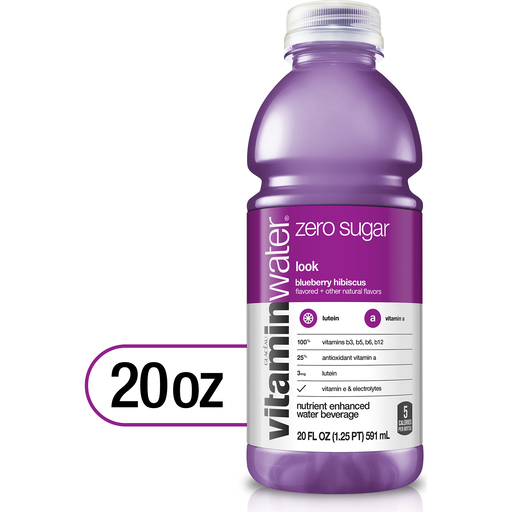 zero sugar
look
blueberry hibiscus
flavored + other natural flavors
lutein
a vitamin a
100% vitamins b3, b5, b6, b12
25% antioxidant vitamin a
3mg lutein
✓ vitamin e & electrolytes
nutrient enhanced
water beverage
5
CALORIES
PER BOTTLE
20 FL OZ (1.25 PT) 591 mL
glacéau
vitaminwater®
20 oz